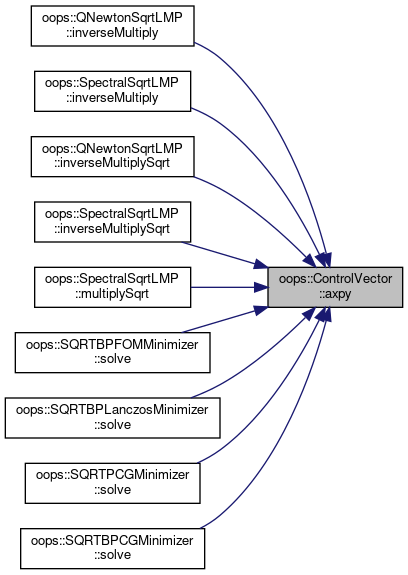 oops::QNewtonSqrtLMP
::inverseMultiply
oops::SpectralSqrtLMP
::inverseMultiply
oops::QNewtonSqrtLMP
::inverseMultiplySqrt
oops::SpectralSqrtLMP
::inverseMultiplySqrt
oops::SpectralSqrtLMP
::multiplySqrt
oops::ControlVector
::axpy
oops::SQRTBPFOMMinimizer
::solve
oops::SQRTBPLanczosMinimizer
::solve
oops::SQRTPCGMinimizer
::solve
oops::SQRTBPCGMinimizer
::solve